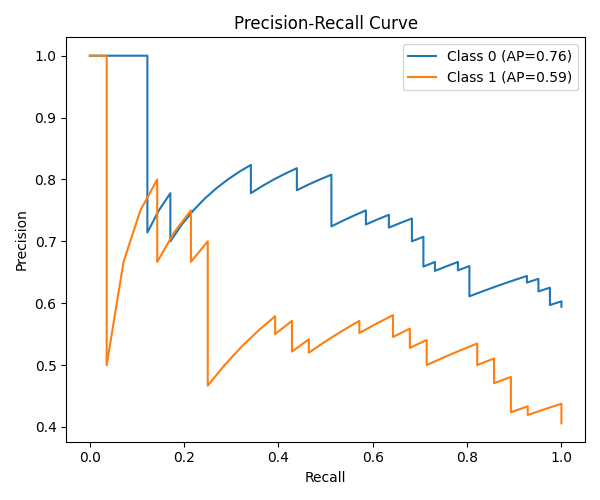 Precision-Recall Curve
Class 0 (AP=0.76)
Class 1 (AP=0.59)
Precision
1.0
0.9
0.8
0.7
0.6
0.5
0.4
0.0 0.2 0.4 0.6 0.8 1.0
Recall